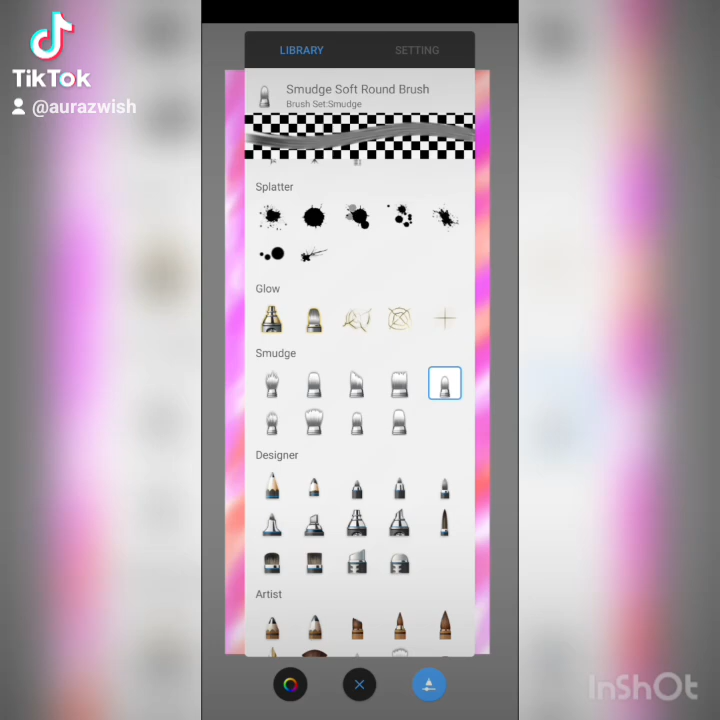 TikTok
@aurazwish
LIBRARY
SETTING
Smudge Soft Round Brush
Brush Set:Smudge
Splatter
Glow
Smudge
Designer
Artist
InShOt